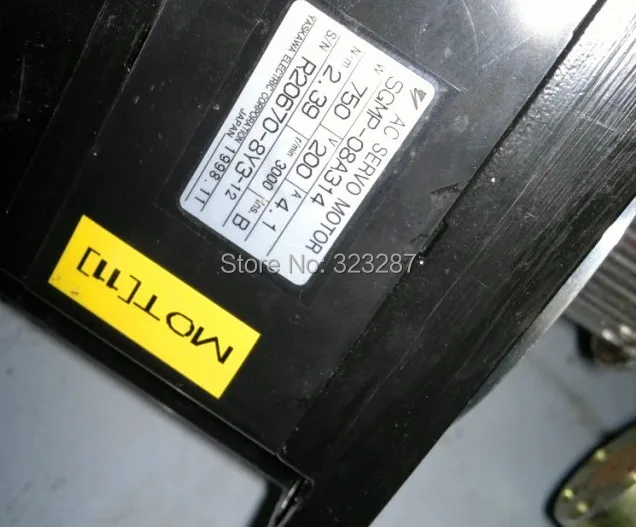 AC SERVO MOTOR
SGMP-08A314
W 750 V 200 A 4.1
N·m 2.39 r/min 3000 ins. B
S/N R20670-8Y3-12
YASKAWA ELECTRIC CORPORATION JAPAN 1998. TT
MOT[11]
Store No: 323287